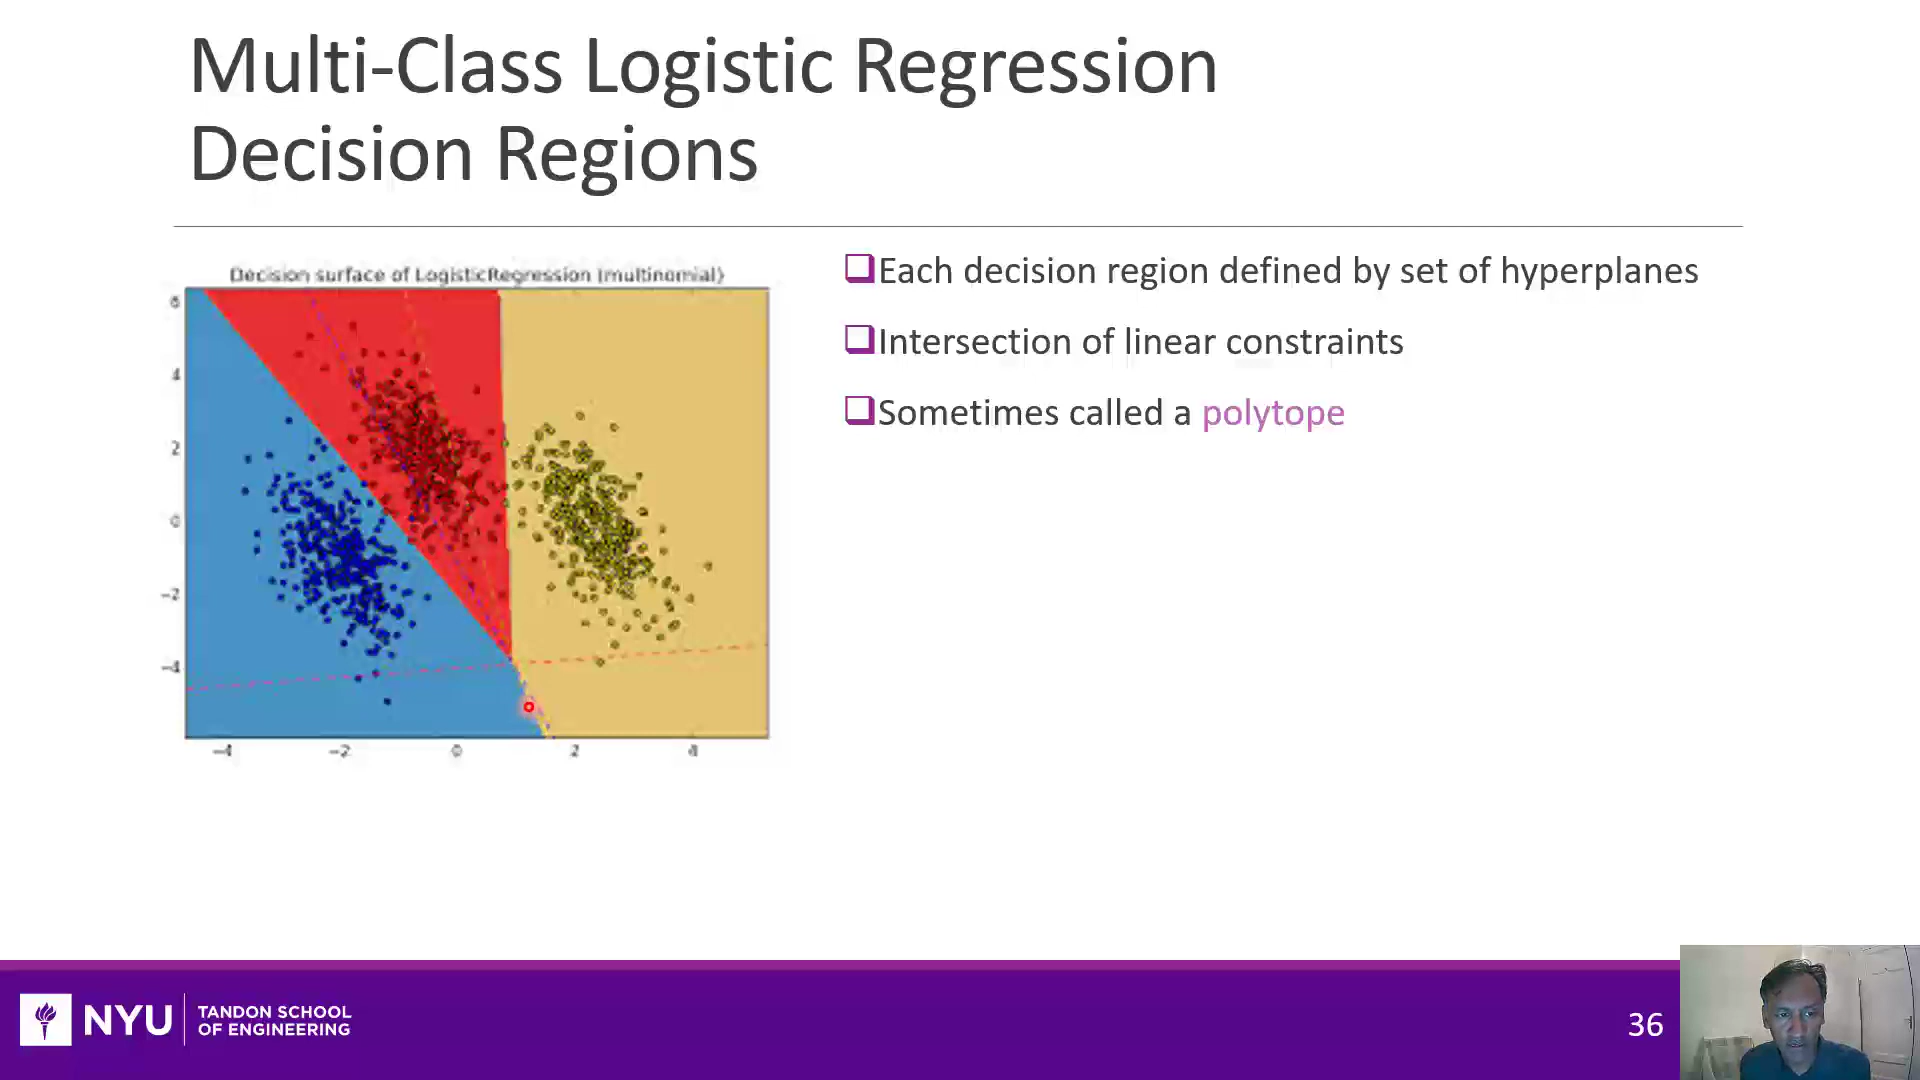 Multi-Class Logistic Regression
Decision Regions
Decision surface of LogisticRegression (multinomial)
6
4
2
0
−2
−4
−4
−2
0
2
4
❑Each decision region defined by set of hyperplanes
❑Intersection of linear constraints
❑Sometimes called a polytope
NYU
TANDON SCHOOL
OF ENGINEERING
36